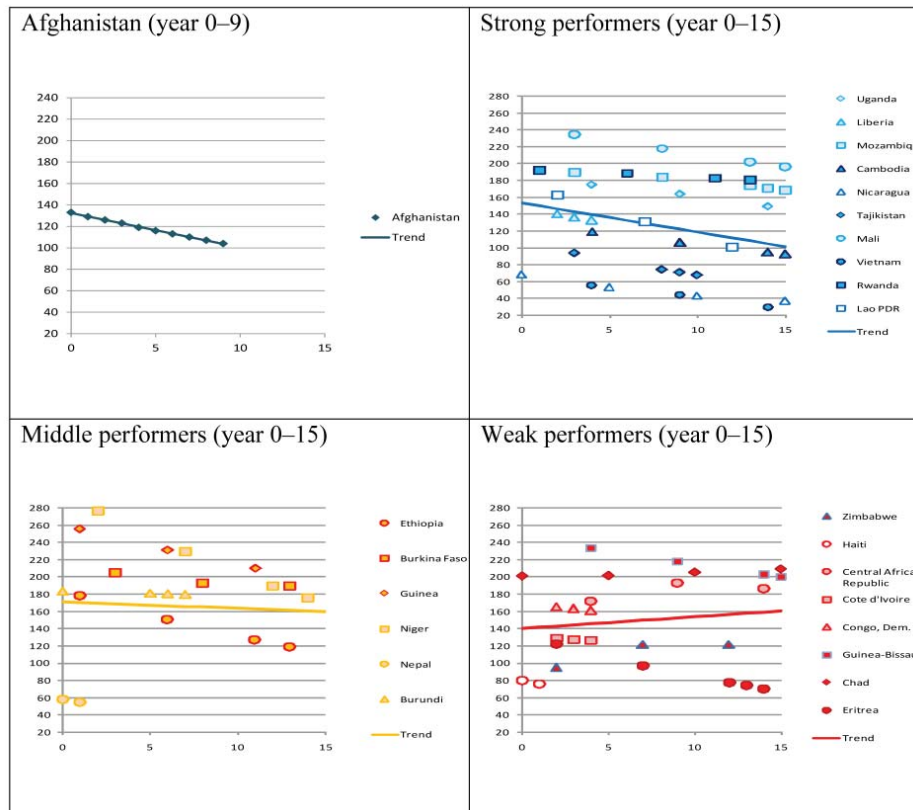 Afghanistan (year 0–9)
240
220
200
180
160
140
120
100
80
60
40
20
0
5
10
15
Afghanistan
Trend
Strong performers (year 0–15)
280
260
240
220
200
180
160
140
120
100
80
60
40
20
0
5
10
15
Uganda
Liberia
Mozambiq
Cambodia
Nicaragua
Tajikistan
Mali
Vietnam
Rwanda
Lao PDR
Trend
Middle performers (year 0–15)
280
260
240
220
200
180
160
140
120
100
80
60
40
20
0
5
10
15
Ethiopia
Burkina Faso
Guinea
Niger
Nepal
Burundi
Trend
Weak performers (year 0–15)
280
260
240
220
200
180
160
140
120
100
80
60
40
20
0
5
10
15
Zimbabwe
Haiti
Central Africa
Republic
Cote d'Ivoire
Congo, Dem.
Guinea-Bissau
Chad
Eritrea
Trend